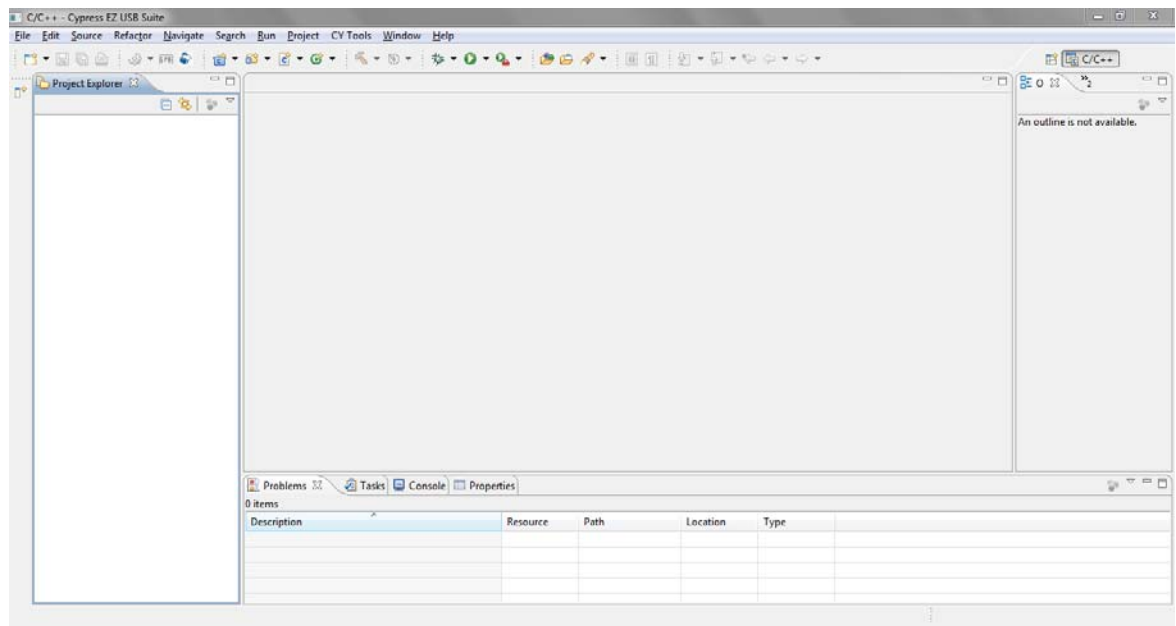 C/C++ - Cypress EZ USB Suite
File Edit Source Refactor Navigate Search Run Project CY Tools Window Help
C/C++
Project Explorer
O
»2
An outline is not available.
Problems Tasks Console Properties
0 items
Description Resource Path Location Type